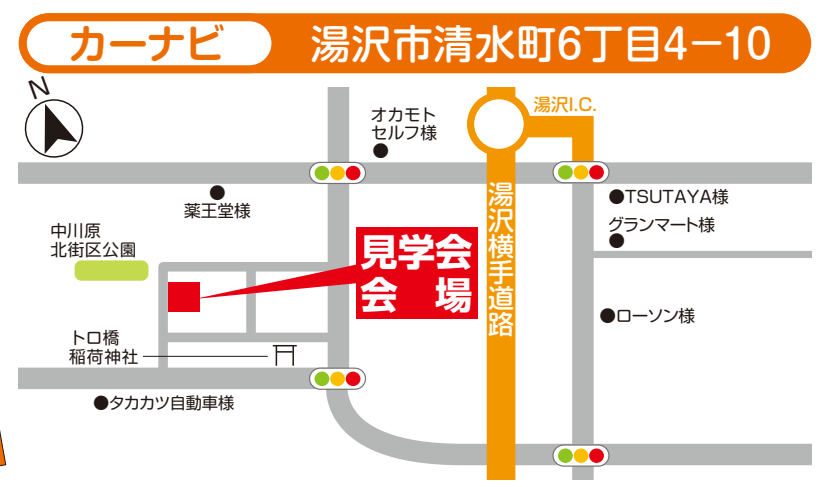 カーナビ 湯沢市清水町6丁目4−10
N
オカモト
セルフ様
湯沢I.C.
薬王堂様
湯沢横手道路
●TSUTAYA様
グランマート様
中川原
北街区公園
見学会
会場
●ローソン様
トロ橋
稲荷神社
●タカカツ自動車様